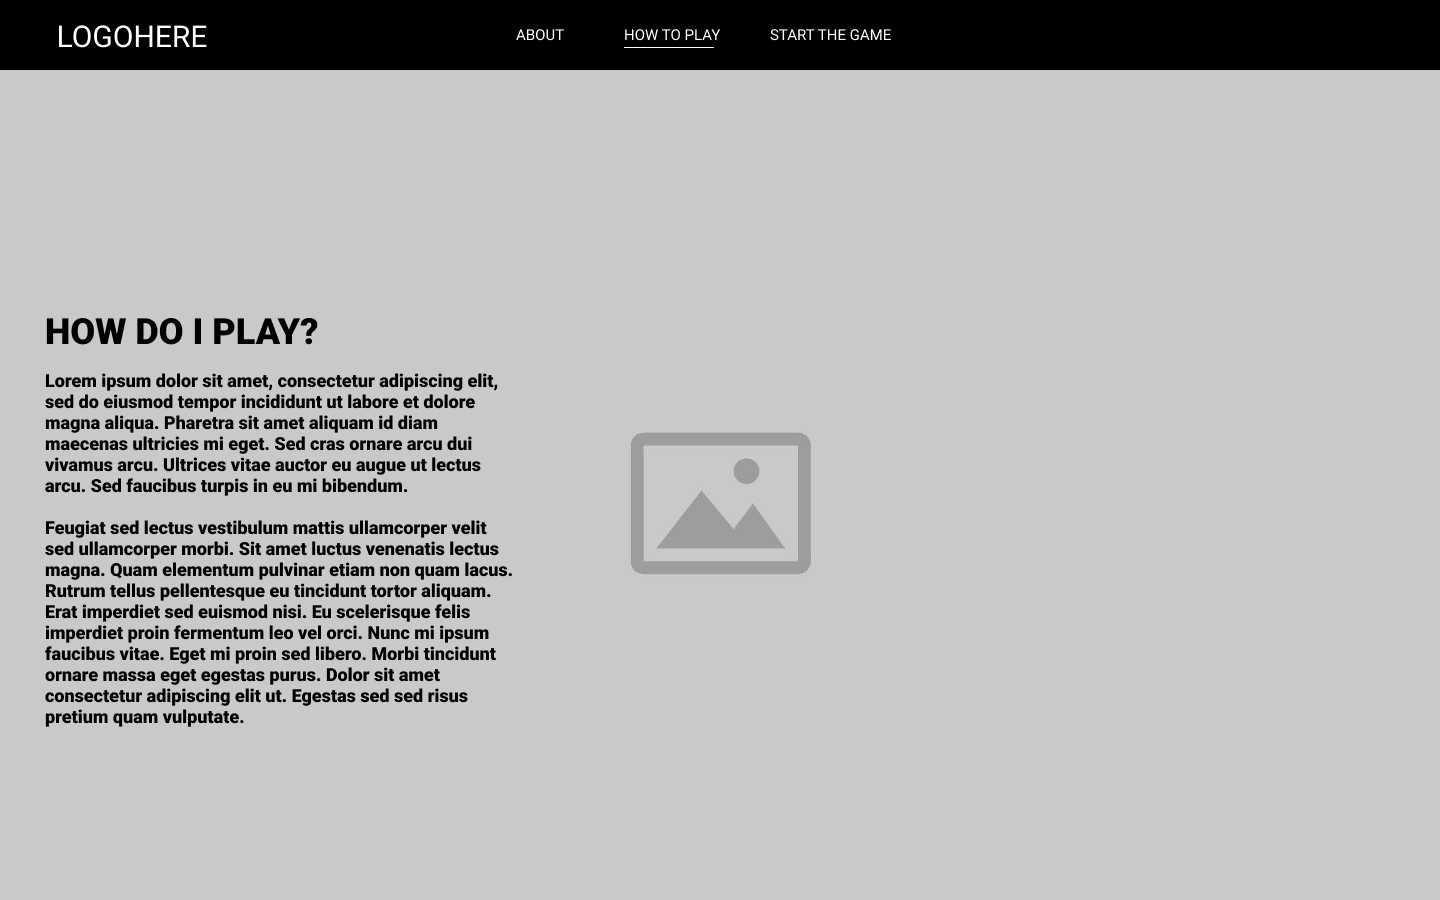 LOGOHERE
ABOUT
HOW TO PLAY
START THE GAME
HOW DO I PLAY?
Lorem ipsum dolor sit amet, consectetur adipiscing elit,
sed do eiusmod tempor incididunt ut labore et dolore
magna aliqua. Pharetra sit amet aliquam id diam
maecenas ultricies mi eget. Sed cras ornare arcu dui
vivamus arcu. Ultrices vitae auctor eu augue ut lectus
arcu. Sed faucibus turpis in eu mi bibendum.
Feugiat sed lectus vestibulum mattis ullamcorper velit
sed ullamcorper morbi. Sit amet luctus venenatis lectus
magna. Quam elementum pulvinar etiam non quam lacus.
Rutrum tellus pellentesque eu tincidunt tortor aliquam.
Erat imperdiet sed euismod nisi. Eu scelerisque felis
imperdiet proin fermentum leo vel orci. Nunc mi ipsum
faucibus vitae. Eget mi proin sed libero. Morbi tincidunt
ornare massa eget egestas purus. Dolor sit amet
consectetur adipiscing elit ut. Egestas sed sed risus
pretium quam vulputate.